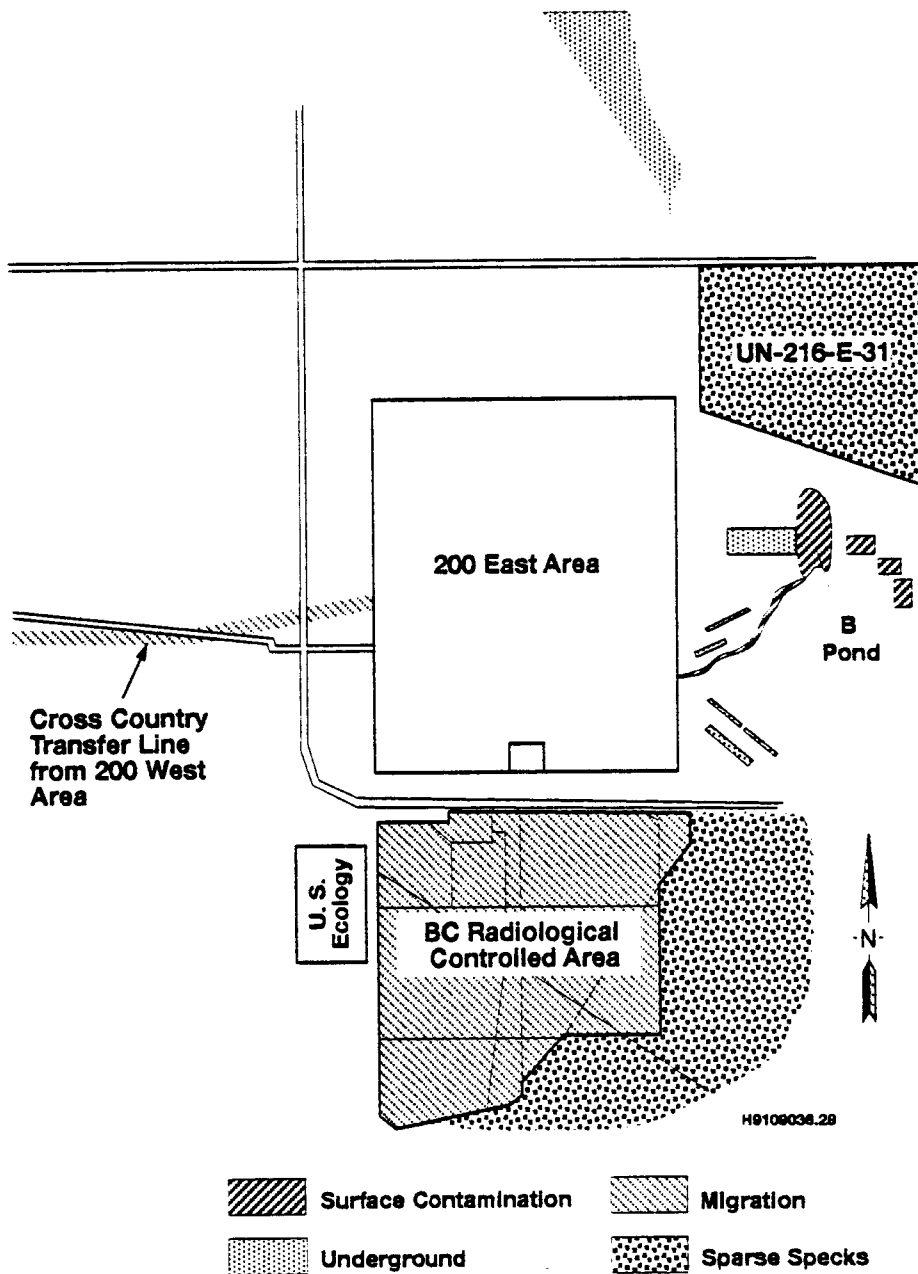 UN-216-E-31
200 East Area
B
Pond
Cross Country
Transfer Line
from 200 West
Area
U. S.
Ecology
BC Radiological
Controlled Area
-N-
H9109036.29
Surface Contamination
Migration
Underground
Sparse Specks